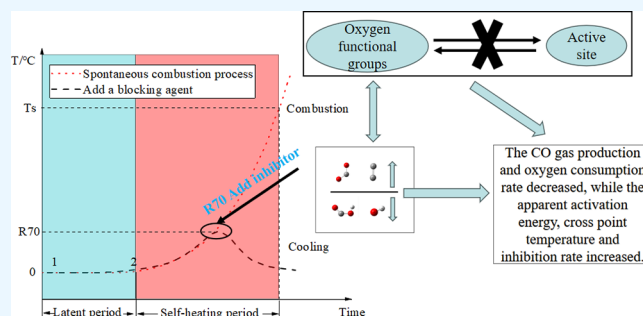 Oxygen
functional
groups
Active
site
T/℃
Spontaneous combustion process
Add a blocking agent
Ts
Combustion
R70 Add inhibitor
R70
Cooling
0
1
2
Latent period
Self-heating period
Time
The CO gas production
and oxygen consumption
rate decreased, while the
apparent activation
energy, cross point
temperature and
inhibition rate increased.